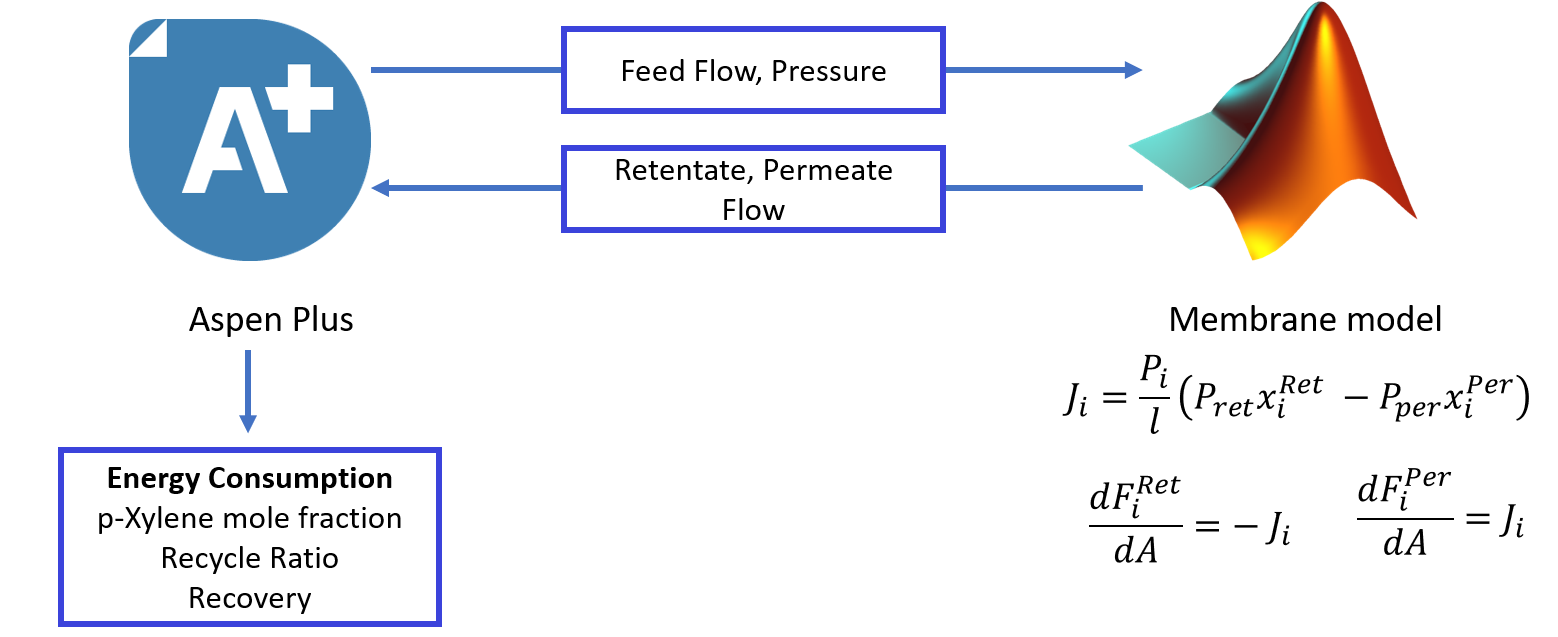 A+
Feed Flow, Pressure
Retentate, Permeate
Flow
Aspen Plus
Membrane model
J_i = \frac{P_i}{l} (P_{ret} x_i^{Ret} - P_{per} x_i^{Per})
\frac{dF_i^{Ret}}{dA} = -J_i
\frac{dF_i^{Per}}{dA} = J_i
Energy Consumption
p-Xylene mole fraction
Recycle Ratio
Recovery